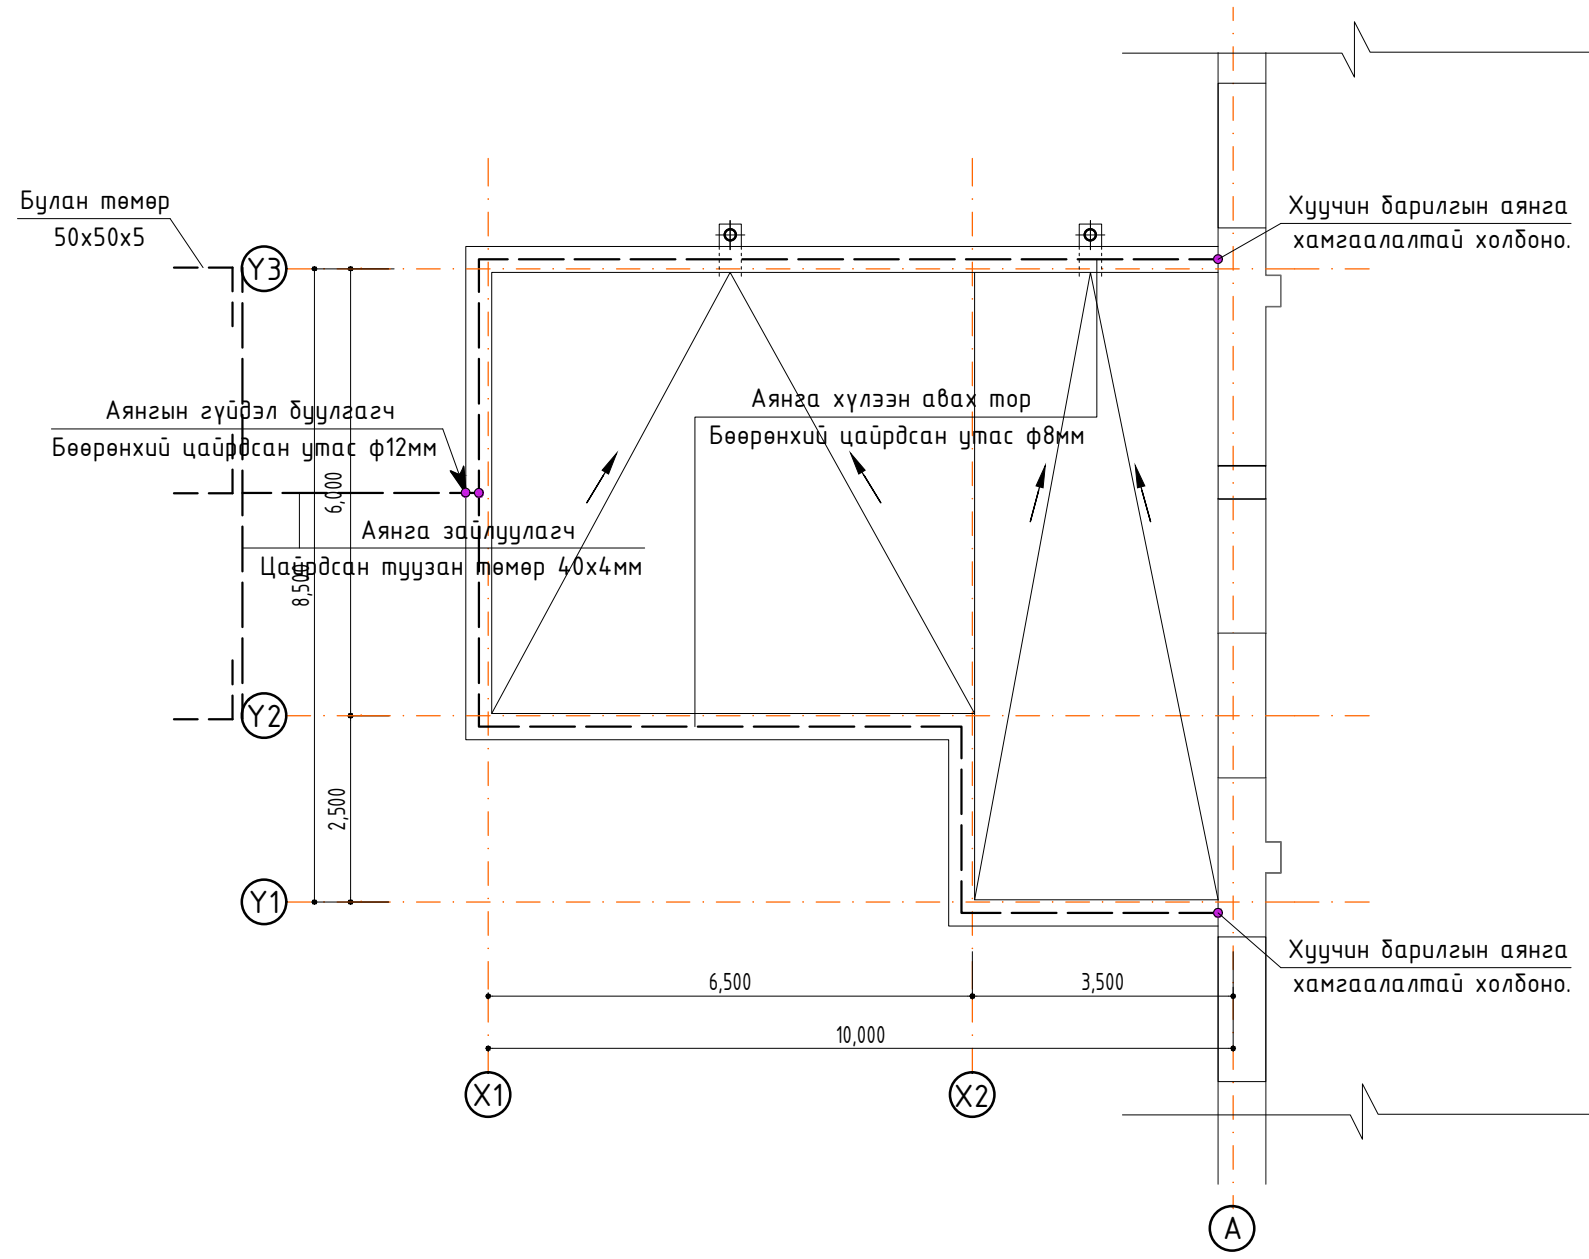 Булан төмөр
50x50x5
Хуучин барилгын аянга
хамгаалалтай холбоно.
Y3
Аянгын гүйдэл буулгагч
Бөөрөнхий цайрдсан утас ф12мм
Аянга хүлээн авах тор
Бөөрөнхий цайрдсан утас ф8мм
6,000
Аянга зайлуулагч
Цайрдсан туузан төмөр 40x4мм
8,500
Y2
2,500
Y1
Хуучин барилгын аянга
хамгаалалтай холбоно.
6,500
3,500
10,000
X1
X2
A